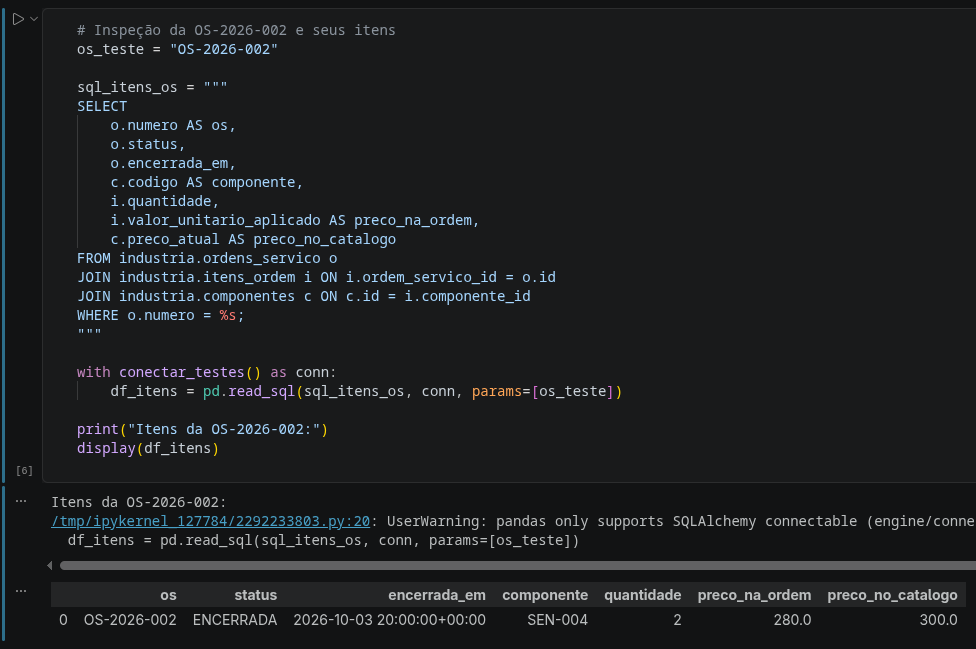 # Inspeção da OS-2026-002 e seus itens
os_teste = "OS-2026-002"
sql_itens_os = """
SELECT
o.numero AS os,
o.status,
o.encerrada_em,
c.codigo AS componente,
i.quantidade,
i.valor_unitario_aplicado AS preco_na_ordem,
c.preco_atual AS preco_no_catalogo
FROM industria.ordens_servico o
JOIN industria.itens_ordem i ON i.ordem_servico_id = o.id
JOIN industria.componentes c ON c.id = i.componente_id
WHERE o.numero = %s;
"""
with conectar_testes() as conn:
df_itens = pd.read_sql(sql_itens_os, conn, params=[os_teste])
print("Itens da OS-2026-002:")
display(df_itens)
[6]
Itens da OS-2026-002:
/tmp/ipykernel_127784/2292233803.py:20: UserWarning: pandas only supports SQLAlchemy connectable (engine/conne
df_itens = pd.read_sql(sql_itens_os, conn, params=[os_teste])
os status encerrada_em componente quantidade preco_na_ordem preco_no_catalogo
0 OS-2026-002 ENCERRADA 2026-10-03 20:00:00+00:00 SEN-004 2 280.0 300.0